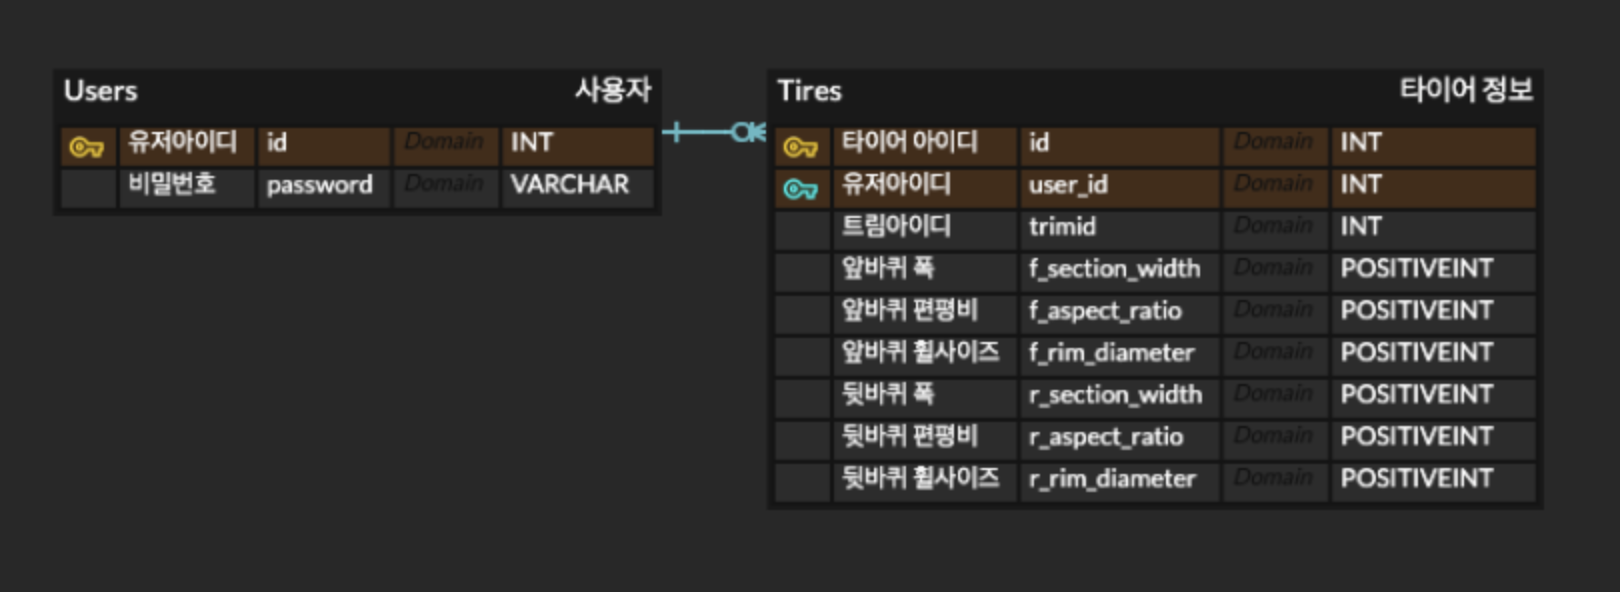 Users 사용자
유저아이디 id Domain INT
비밀번호 password Domain VARCHAR
Tires 타이어 정보
타이어 아이디 id Domain INT
유저아이디 user_id Domain INT
트림아이디 trimid Domain INT
앞바퀴 폭 f_section_width Domain POSITIVEINT
앞바퀴 편평비 f_aspect_ratio Domain POSITIVEINT
앞바퀴 휠사이즈 f_rim_diameter Domain POSITIVEINT
뒷바퀴 폭 r_section_width Domain POSITIVEINT
뒷바퀴 편평비 r_aspect_ratio Domain POSITIVEINT
뒷바퀴 휠사이즈 r_rim_diameter Domain POSITIVEINT